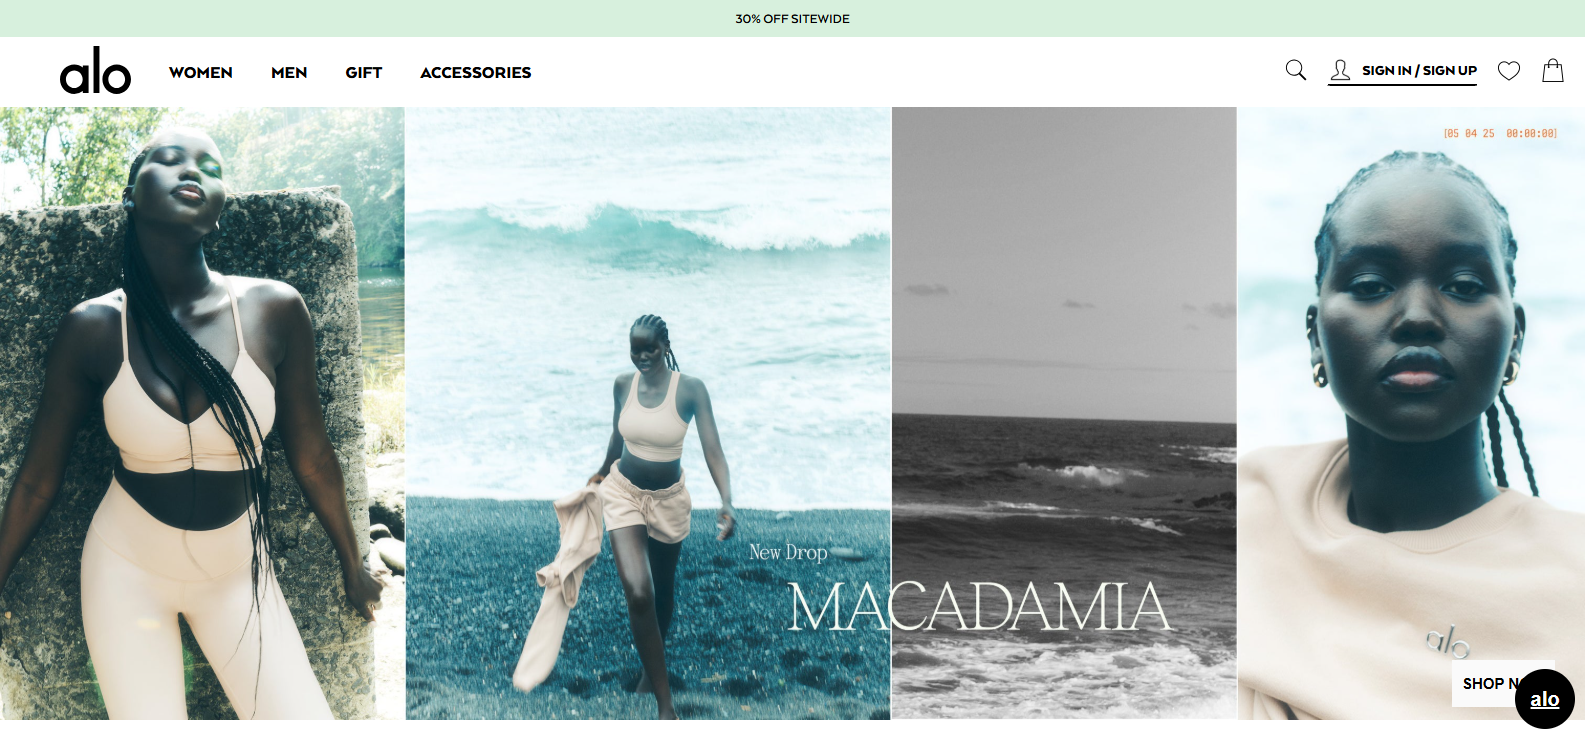 30% OFF SITEWIDE
alo
WOMEN
MEN
GIFT
ACCESSORIES
SIGN IN / SIGN UP
[05 04 25 00:00:00]
New Drop
MACADAMIA
alo
SHOP
alo